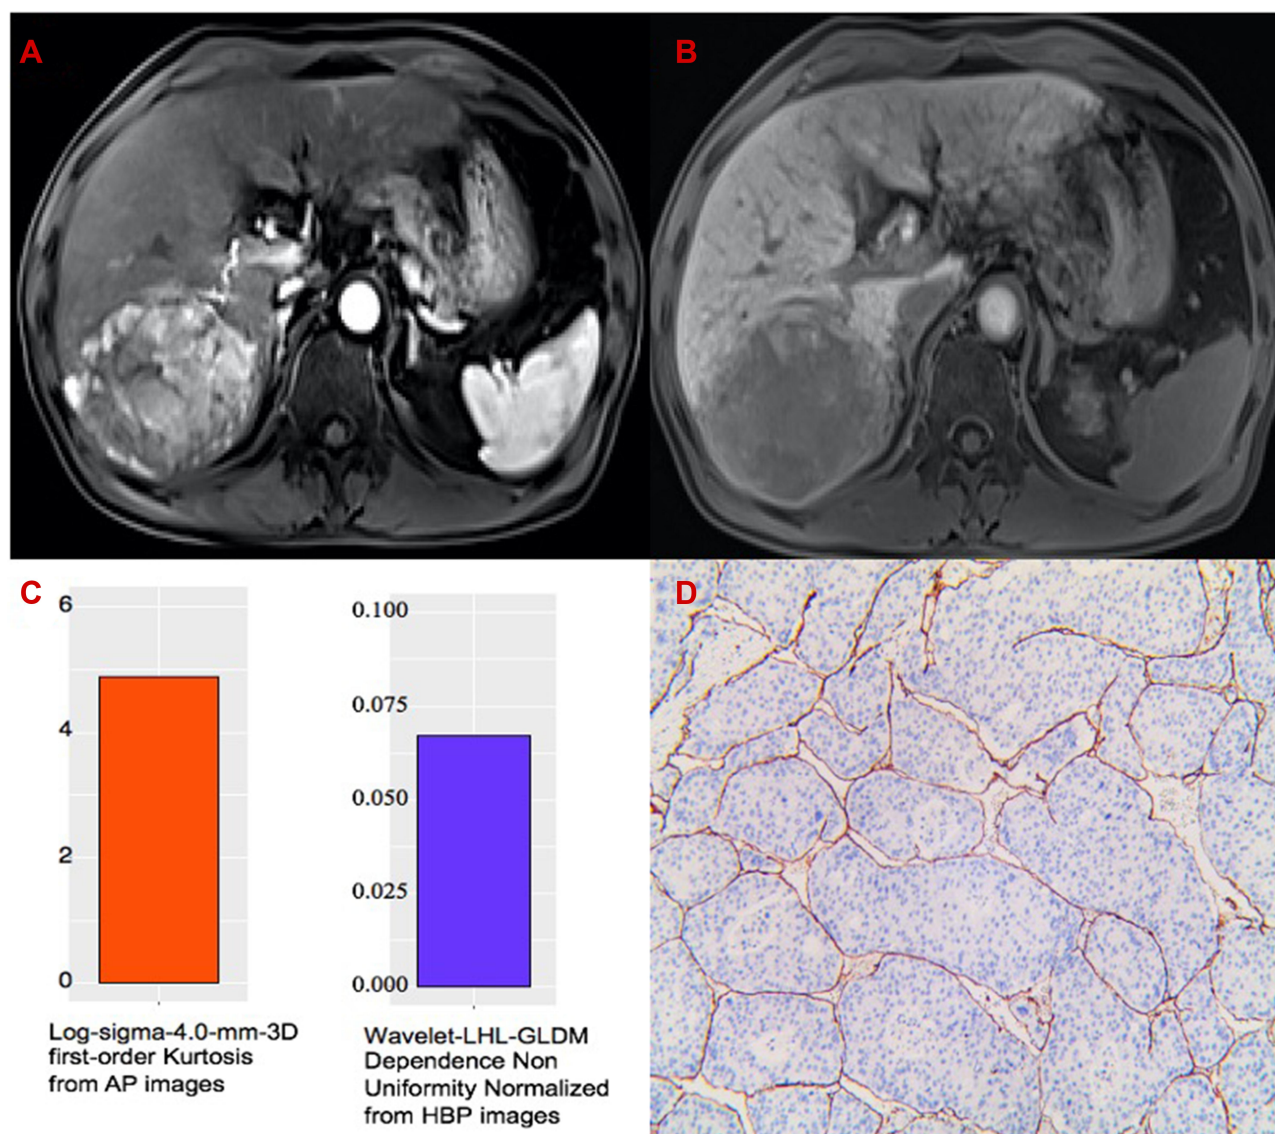 A
B
C
6
4
2
0
Log-sigma-4.0-mm-3D
first-order Kurtosis
from AP images
0.100
0.075
0.050
0.025
0.000
Wavelet-LHL-GLDM
Dependence Non
Uniformity Normalized
from HBP images
D